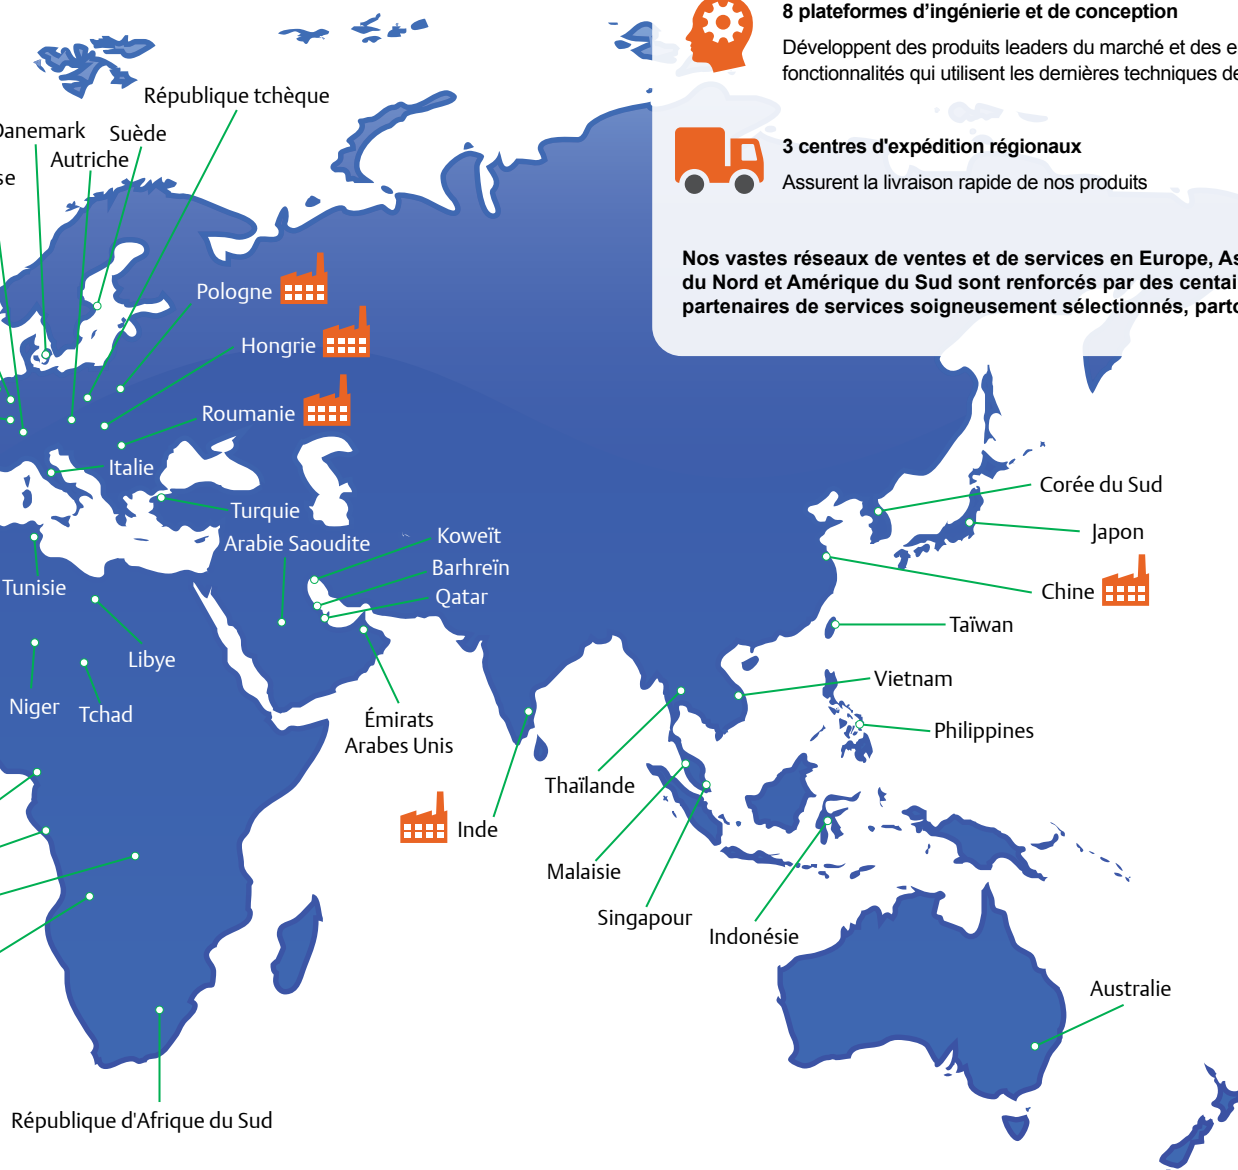 8 plateformes d’ingénierie et de conception
Développent des produits leaders du marché et des
fonctionnalités qui utilisent les dernières techniques
3 centres d'expédition régionaux
Assurent la livraison rapide de nos produits
Nos vastes réseaux de ventes et de services en Europe,
du Nord et Amérique du Sud sont renforcés par des
partenaires de services soigneusement sélectionnés,
République tchèque
Danemark
Suède
Autriche
Pologne
Hongrie
Roumanie
Italie
Turquie
Arabie Saoudite
Koweït
Barhreïn
Qatar
Tunisie
Libye
Niger
Tchad
Émirats
Arabes Unis
Inde
Thaïlande
Malaisie
Singapour
Indonésie
Corée du Sud
Japon
Chine
Taïwan
Vietnam
Philippines
Australie
République d'Afrique du Sud